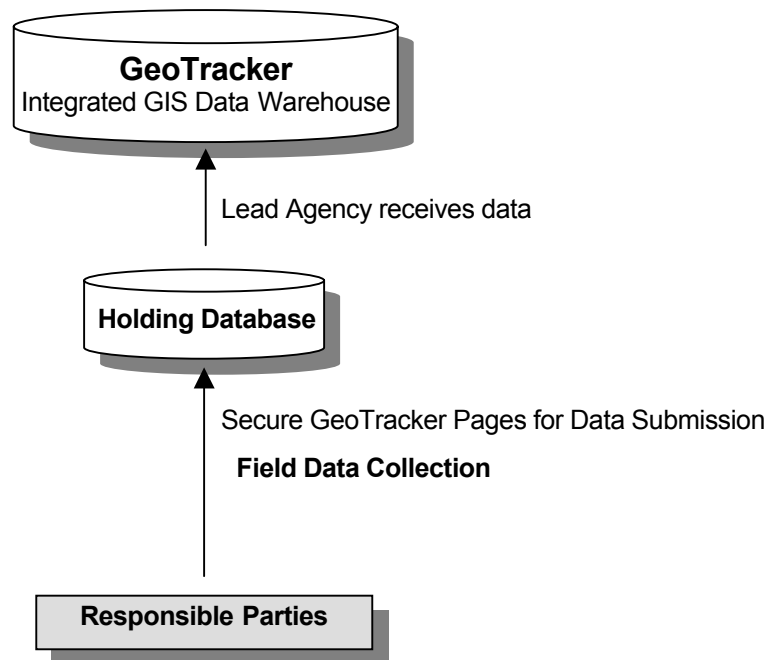 GeoTracker
Integrated GIS Data Warehouse
Lead Agency receives data
Holding Database
Secure GeoTracker Pages for Data Submission
Field Data Collection
Responsible Parties